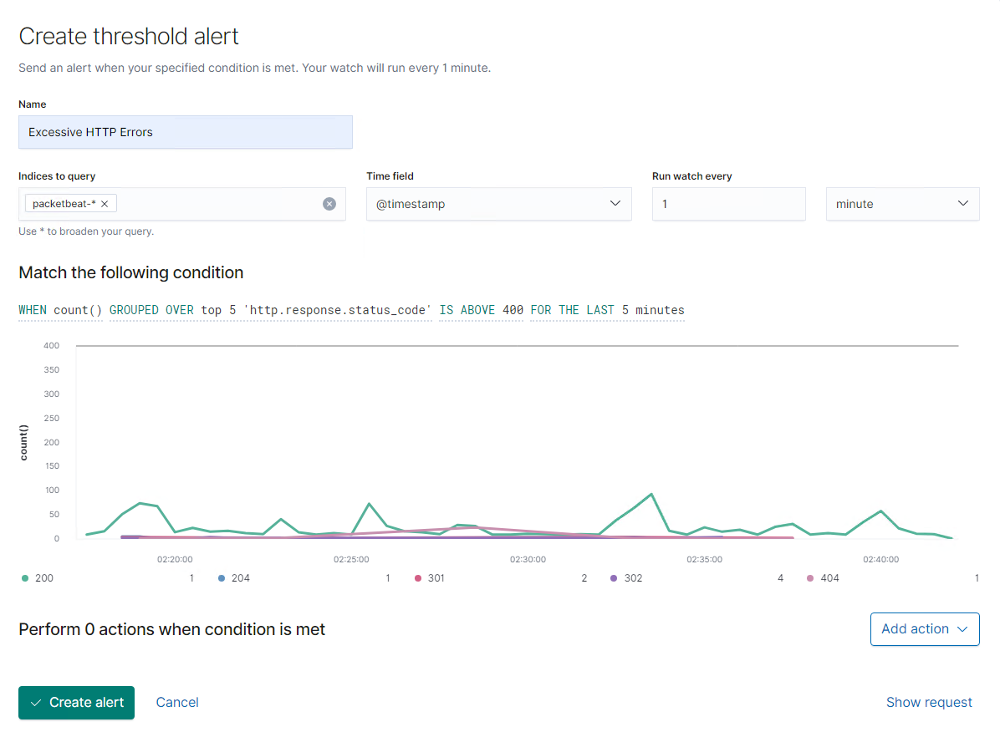 Create threshold alert
Send an alert when your specified condition is met. Your watch will run every 1 minute.
Name
Excessive HTTP Errors
Indices to query
Time field
Run watch every
packetbeat-*
@timestamp
1
minute
Use * to broaden your query.
Match the following condition
WHEN count() GROUPED OVER top 5 'http.response.status_code' IS ABOVE 400 FOR THE LAST 5 minutes
400
350
300
250
200
150
100
50
0
count()
02:20:00 02:25:00 02:30:00 02:35:00 02:40:00
200 1 204 1 301 2 302 4 404 1
Perform 0 actions when condition is met
Add action
Create alert
Cancel
Show request